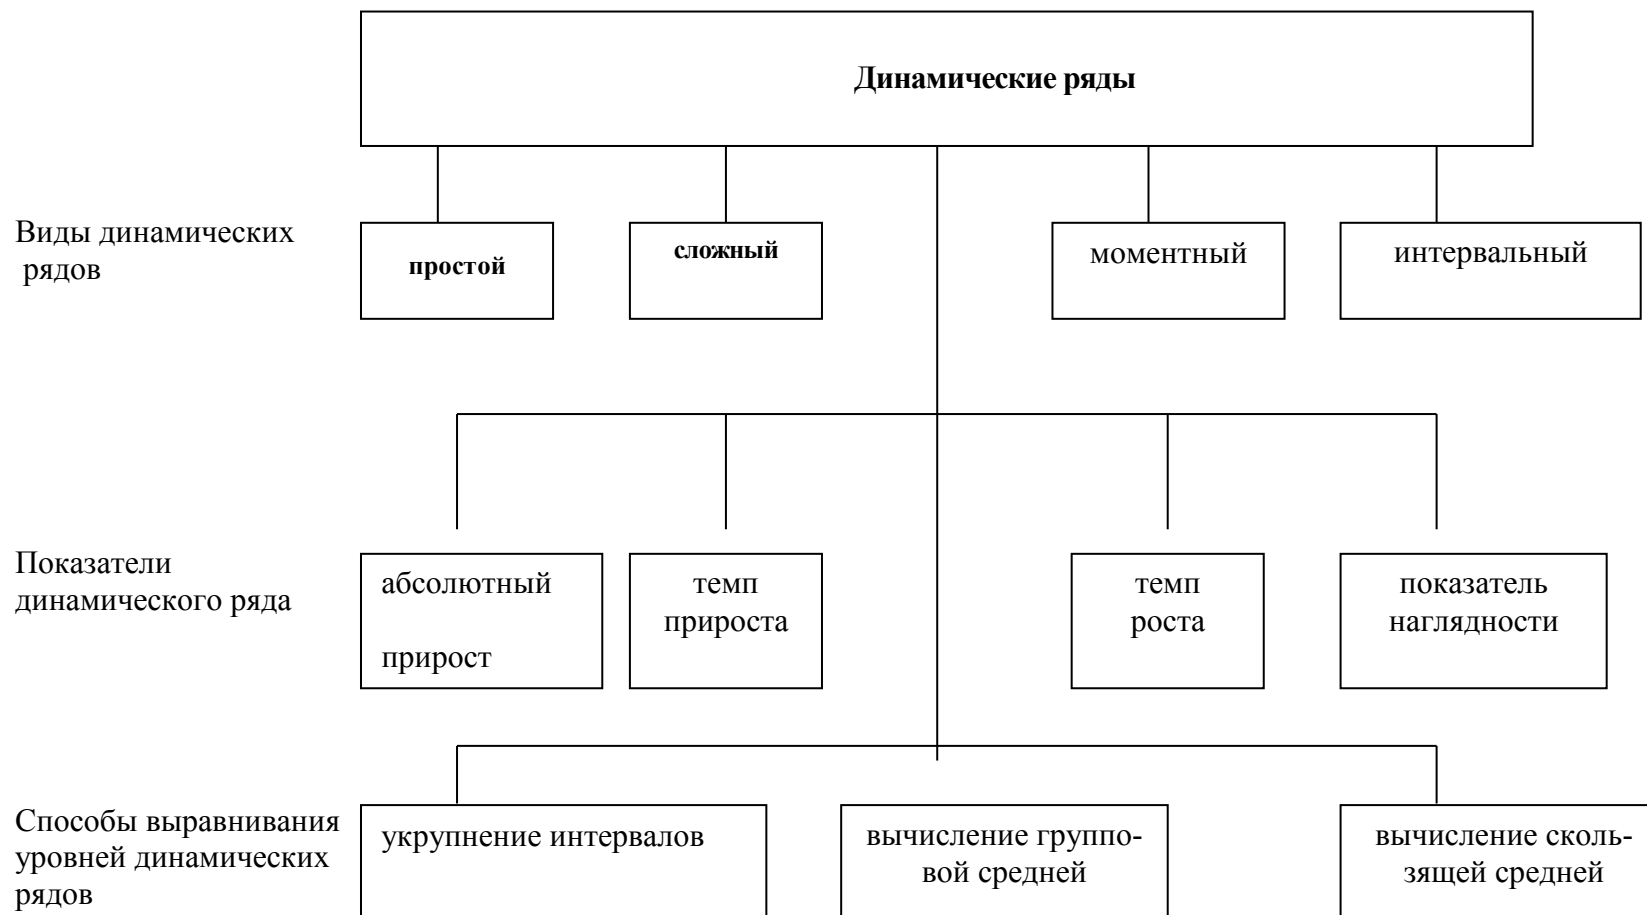 Динамические ряды
Виды динамических
рядов
простой
сложный
моментный
интервальный
Показатели
динамического ряда
абсолютный
прирост
темп
прироста
темп
роста
показатель
наглядности
Способы выравнивания
уровней динамических
рядов
укрупнение интервалов
вычисление группо-
вой средней
вычисление сколь-
зящей средней